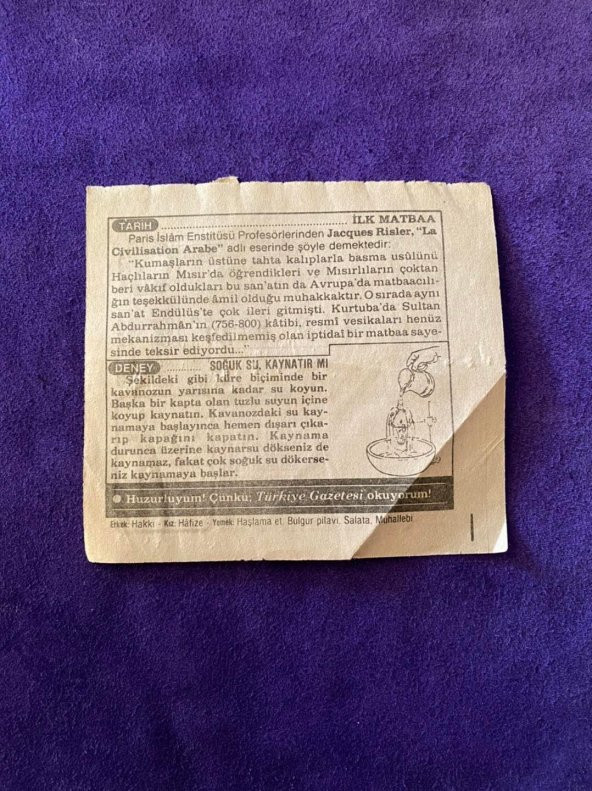 TARİH İLK MATBAA
Paris İslâm Enstitüsü Profesörlerinden Jacques Risler, "La
Civilisation Arabe" adlı eserinde şöyle demektedir:
"Kumaşların üstüne tahta kalıplarla basma usûlünü
Haçlıların Mısır'da öğrendikleri ve Mısırlıların çoktan
beri vâkıf oldukları bu san'atın da Avrupa'da matbaacılı-
ğın teşekkülünde âmil olduğu muhakkaktır. O sırada aynı
san'at Endülüs'te çok ileri gitmişti. Kurtuba'da Sultan
Abdurrahmân'ın (756-800) kâtibi, resmî vesikaları henüz
mekanizması keşfedilmemiş olan iptidaî bir matbaa saye-
sinde teksir ediyordu..."
DENEY SOĞUK SU, KAYNATIR MI
Şekildeki gibi küre biçiminde bir
kavanozun yarısına kadar su koyun.
Başka bir kapta olan tuzlu suyun içine
koyup kaynatın. Kavanozdaki su kay-
namaya başlayınca hemen dışarı çıka-
rıp kapağını kapatın. Kaynama
durunca üzerine kaynarsu dökseniz de
kaynamaz, fakat çok soğuk su dökerse-
niz kaynamaya başlar.
Huzurluyum! Çünkü; Türkiye Gazetesi okuyorum!
Erkek: Hakkı - Kız: Hâfize - Yemek: Haşlama et, Bulgur pilavı, Salata, Muhallebi